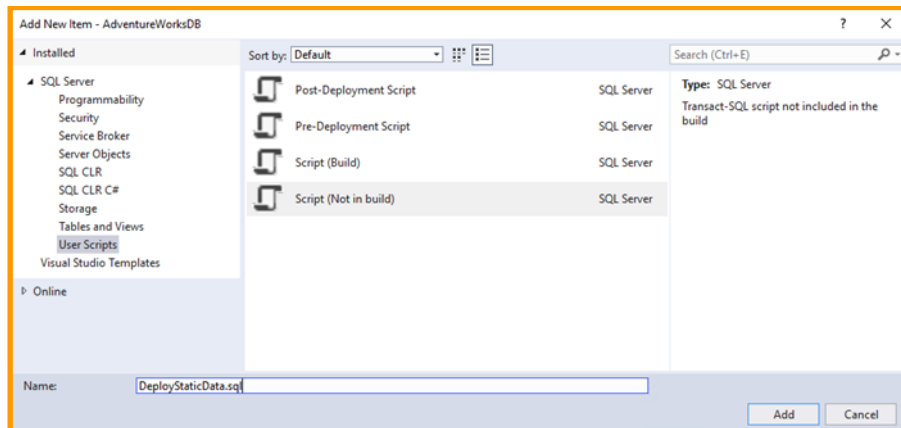 Add New Item - AdventureWorksDB
? ×
Installed
SQL Server
Programmability
Security
Service Broker
Server Objects
SQL CLR
SQL CLR C#
Storage
Tables and Views
User Scripts
Visual Studio Templates
Online
Sort by: Default
Post-Deployment Script SQL Server
Pre-Deployment Script SQL Server
Script (Build) SQL Server
Script (Not in build) SQL Server
Search (Ctrl+E)
Type: SQL Server
Transact-SQL script not included in the
build
Name: DeployStaticData.sql
Add Cancel